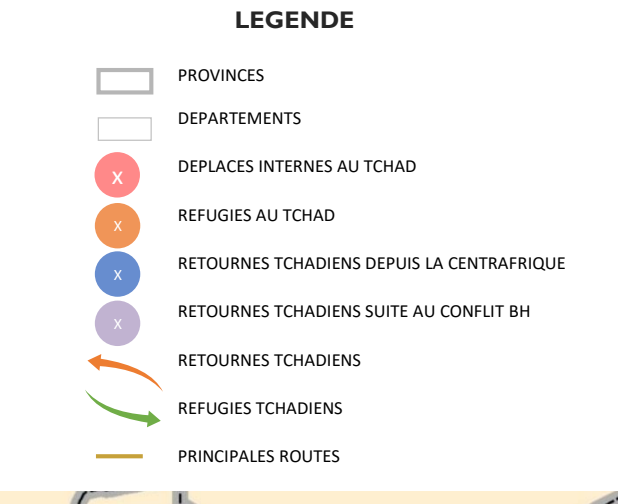 LEGENDE
PROVINCES
DEPARTEMENTS
X DEPLACES INTERNES AU TCHAD
X REFUGIES AU TCHAD
X RETOURNES TCHADIENS DEPUIS LA CENTRAFRIQUE
X RETOURNES TCHADIENS SUITE AU CONFLIT BH
RETOURNES TCHADIENS
REFUGIES TCHADIENS
PRINCIPALES ROUTES